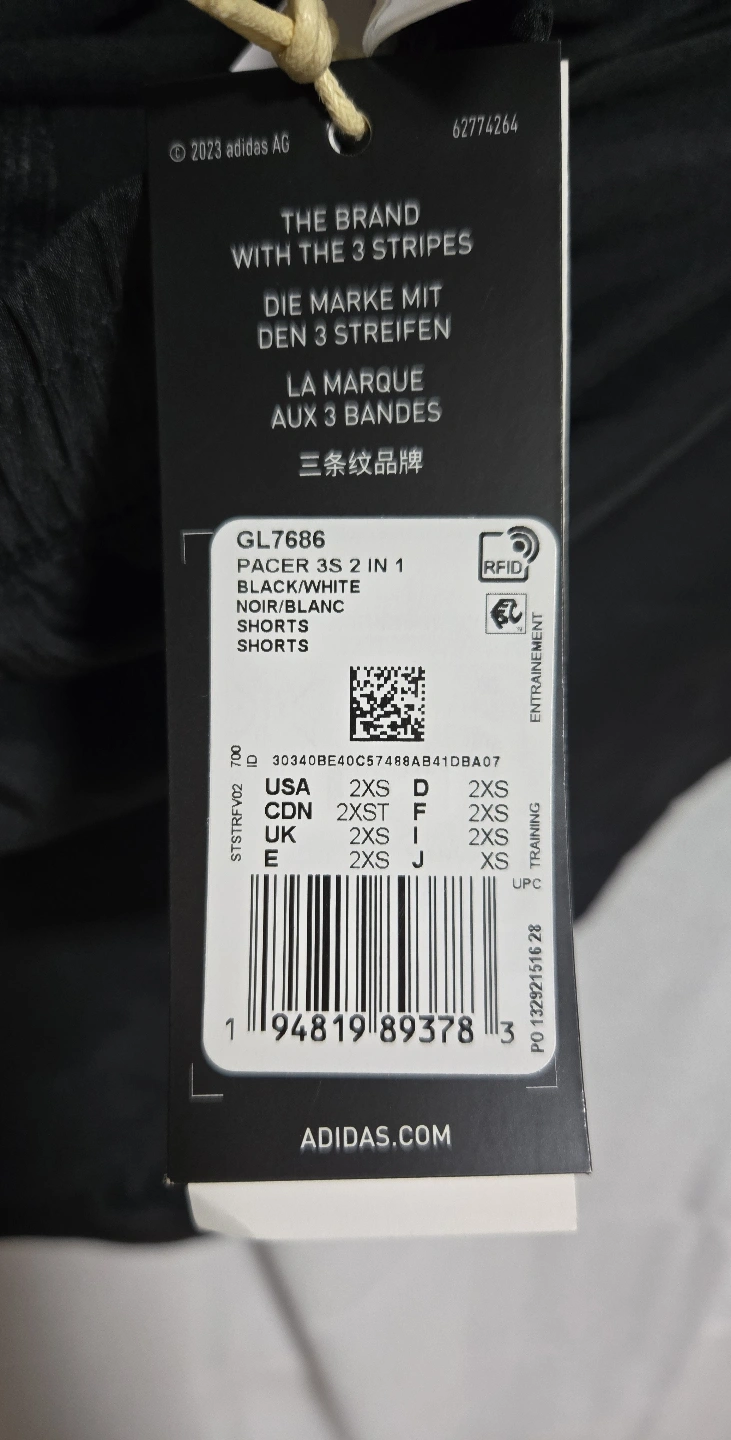 © 2023 adidas AG
62774264
THE BRAND
WITH THE 3 STRIPES
DIE MARKE MIT
DEN 3 STREIFEN
LA MARQUE
AUX 3 BANDES
三条纹品牌
GL7686
PACER 3S 2 IN 1
BLACK/WHITE
NOIR/BLANC
SHORTS
SHORTS
RFID
ENTRAINEMENT
TRAINING
STSTRFV02 700
ID 30340BE40C57488AB41DBA07
USA 2XS D 2XS
CDN 2XST F 2XS
UK 2XS I 2XS
E 2XS J XS
UPC
1 94819 89378 3
PO 132921516 28
ADIDAS.COM